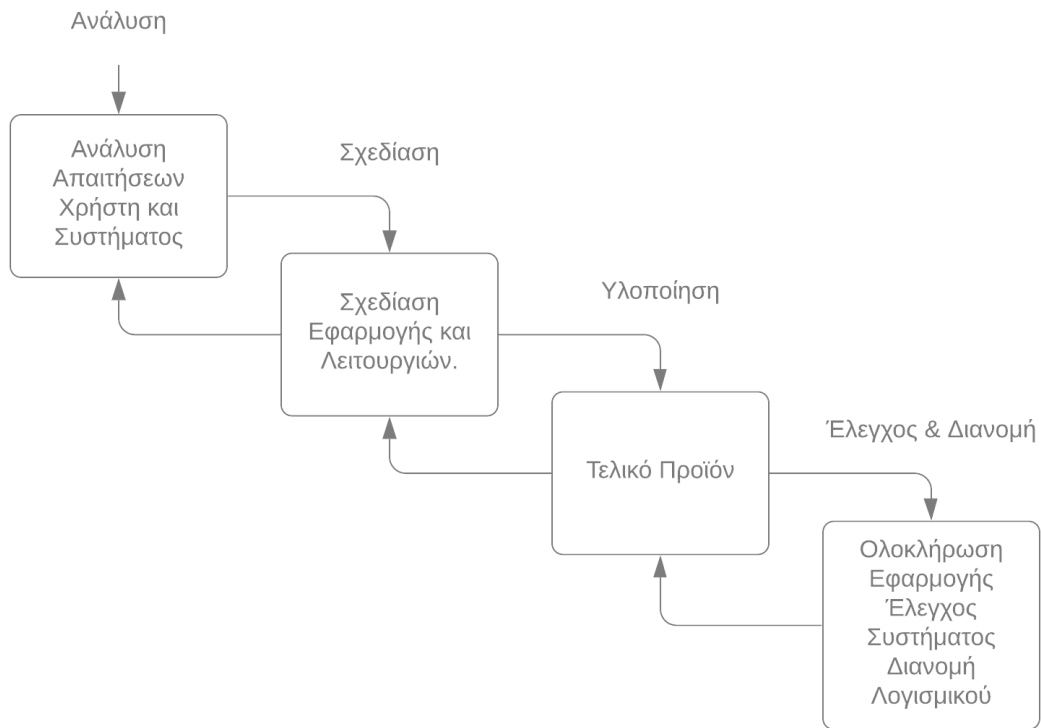 Ανάλυση
Ανάλυση
Απαιτήσεων
Χρήστη και
Συστήματος
Σχεδίαση
Σχεδίαση
Εφαρμογής και
Λειτουργιών.
Υλοποίηση
Τελικό Προϊόν
Έλεγχος & Διανομή
Ολοκλήρωση
Εφαρμογής
Έλεγχος
Συστήματος
Διανομή
Λογισμικού